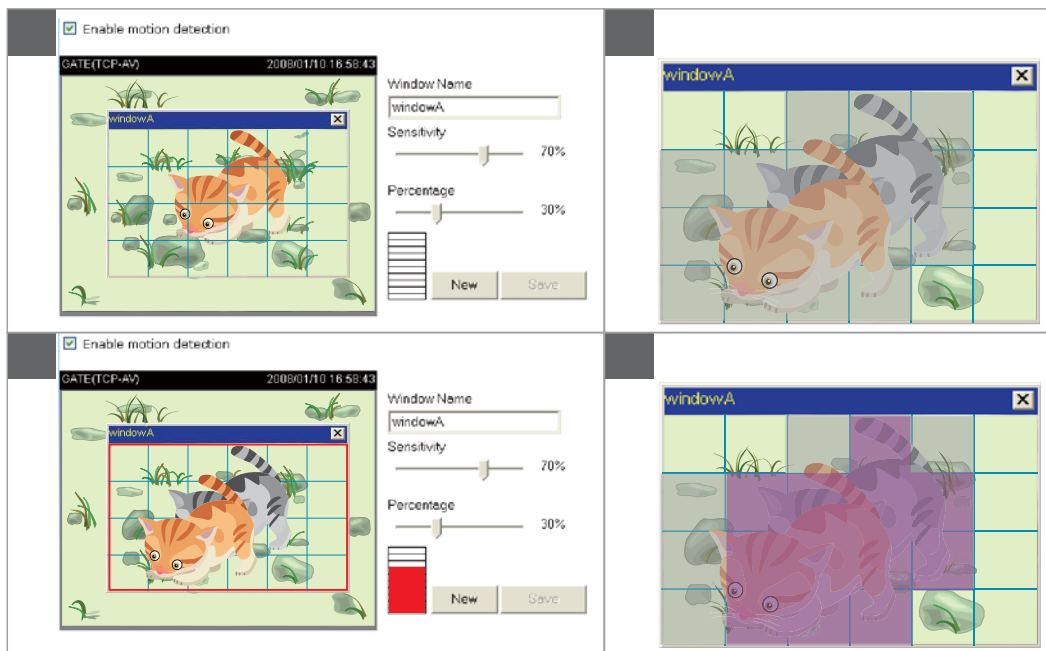 Enable motion detection
GATE(TCP-AV) 2008/01/10 16:58:43
windowA
Window Name
windowA
Sensitivity
70%
Percentage
30%
New Save
windowA
Enable motion detection
GATE(TCP-AV) 2008/01/10 16:58:43
windowA
Window Name
windowA
Sensitivity
70%
Percentage
30%
New Save
windowA